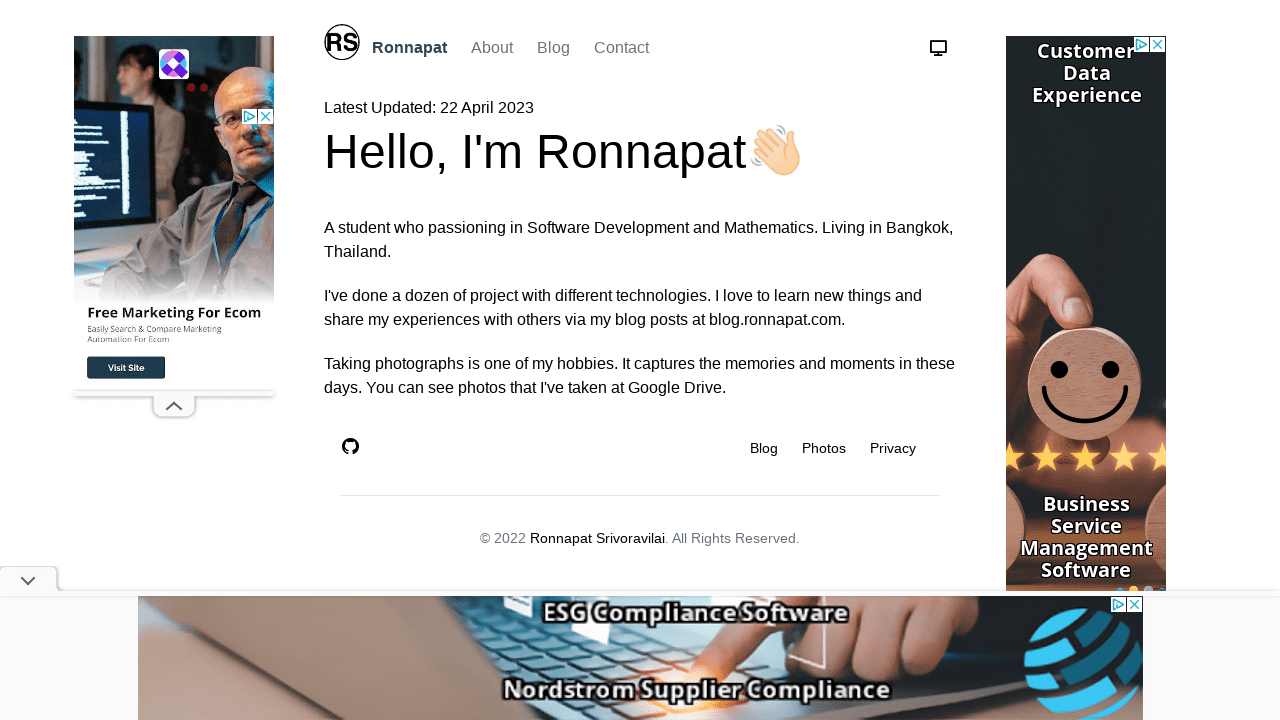 RS
Ronnapat About Blog Contact
Latest Updated: 22 April 2023
Hello, I'm Ronnapat👋🏻
A student who passioning in Software Development and Mathematics. Living in Bangkok,
Thailand.
I've done a dozen of project with different technologies. I love to learn new things and
share my experiences with others via my blog posts at blog.ronnapat.com.
Taking photographs is one of my hobbies. It captures the memories and moments in these
days. You can see photos that I've taken at Google Drive.
Blog Photos Privacy
© 2022 Ronnapat Srivoravilai. All Rights Reserved.
Free Marketing For Ecom
Easily Search & Compare Marketing
Automation For Ecom
Visit Site
Customer
Data
Experience
Business
Service
Management
Software
ESG Compliance Software
Nordstrom Supplier Compliance